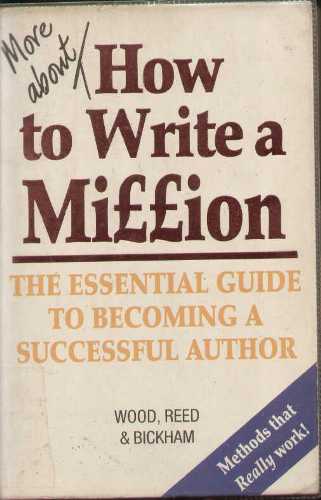 More
about
How
to Write a
Mi££ion
THE ESSENTIAL GUIDE
TO BECOMING A
SUCCESSFUL AUTHOR
WOOD, REED
& BICKHAM
Methods that
Really work!